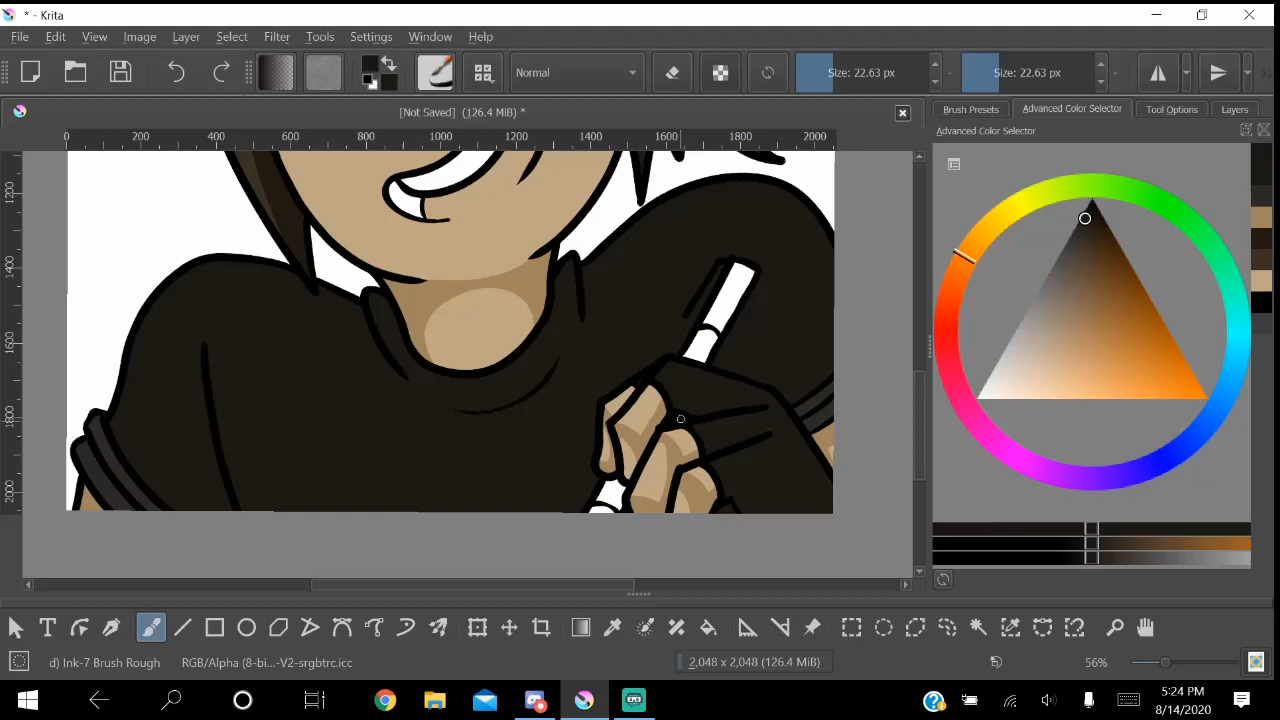 * - Krita
File Edit View Image Layer Select Filter Tools Settings Window Help
Normal Size: 22.63 px Size: 22.63 px
[Not Saved] (126.4 MiB) *
Brush Presets Advanced Color Selector Tool Options Layers
Advanced Color Selector
0 200 400 600 800 1000 1200 1400 1600 1800 2000
1200
1400
1600
1800
2000
d) Ink-7 Brush Rough RGB/Alpha (8-bi...-V2-srgbtrc.icc 2,048 x 2,048 (126.4 MiB) 56%
5:24 PM
8/14/2020